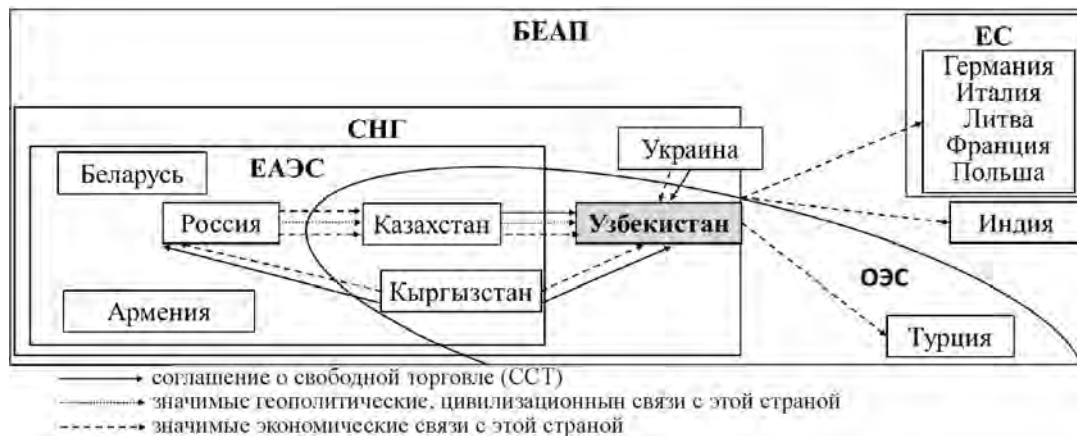 БЕАП
ЕС
Германия
Италия
Литва
Франция
Польша
СНГ
Украина
ЕАЭС
Беларусь
Россия
Казахстан
Узбекистан
Индия
Кыргызстан
ОЭС
Армения
Турция
соглашение о свободной торговле (ССТ)
значимые геополитические, цивилизационнын связи с этой страной
значимые экономические связи с этой страной